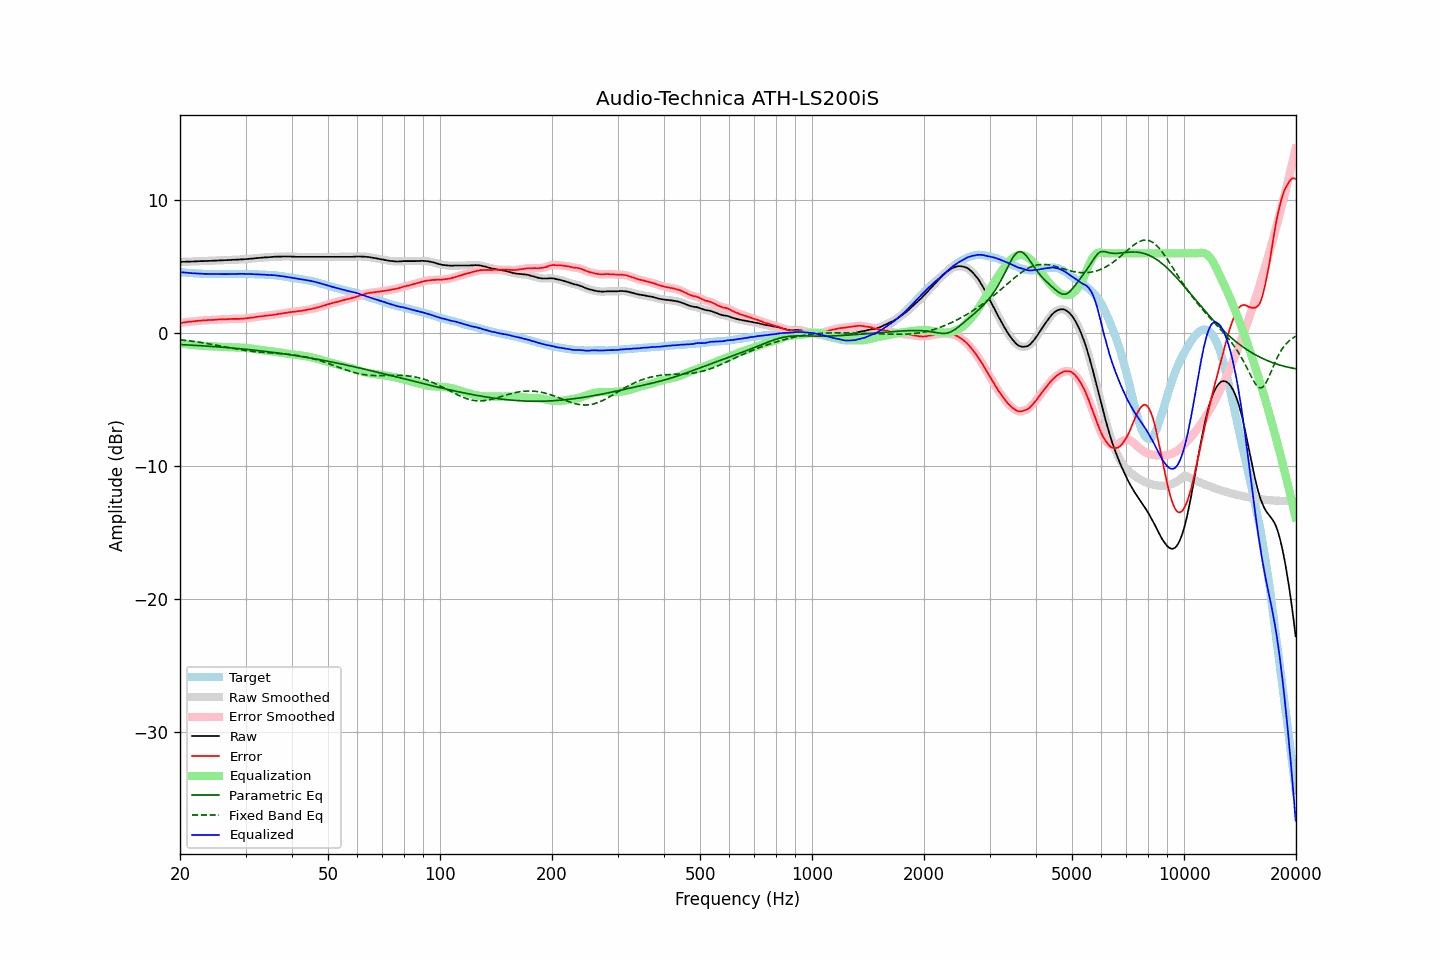 Audio-Technica ATH-LS200iS
Amplitude (dBr)
10
0
−10
−20
−30
Target
Raw Smoothed
Error Smoothed
Raw
Error
Equalization
Parametric Eq
Fixed Band Eq
Equalized
20 50 100 200 500 1000 2000 5000 10000 20000
Frequency (Hz)